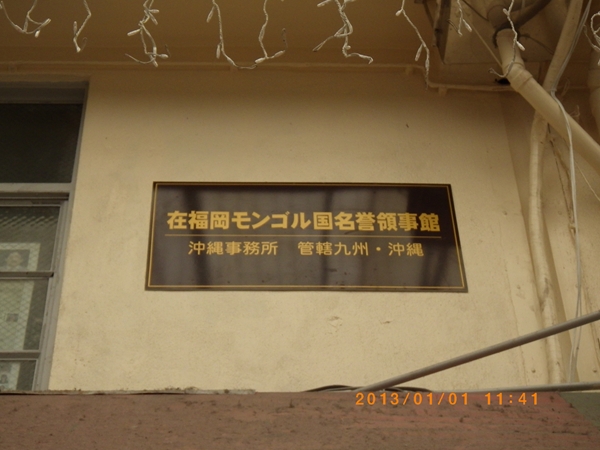 在福岡モンゴル国名誉領事館
沖縄事務所　管轄九州・沖縄
2013/01/01 11:41